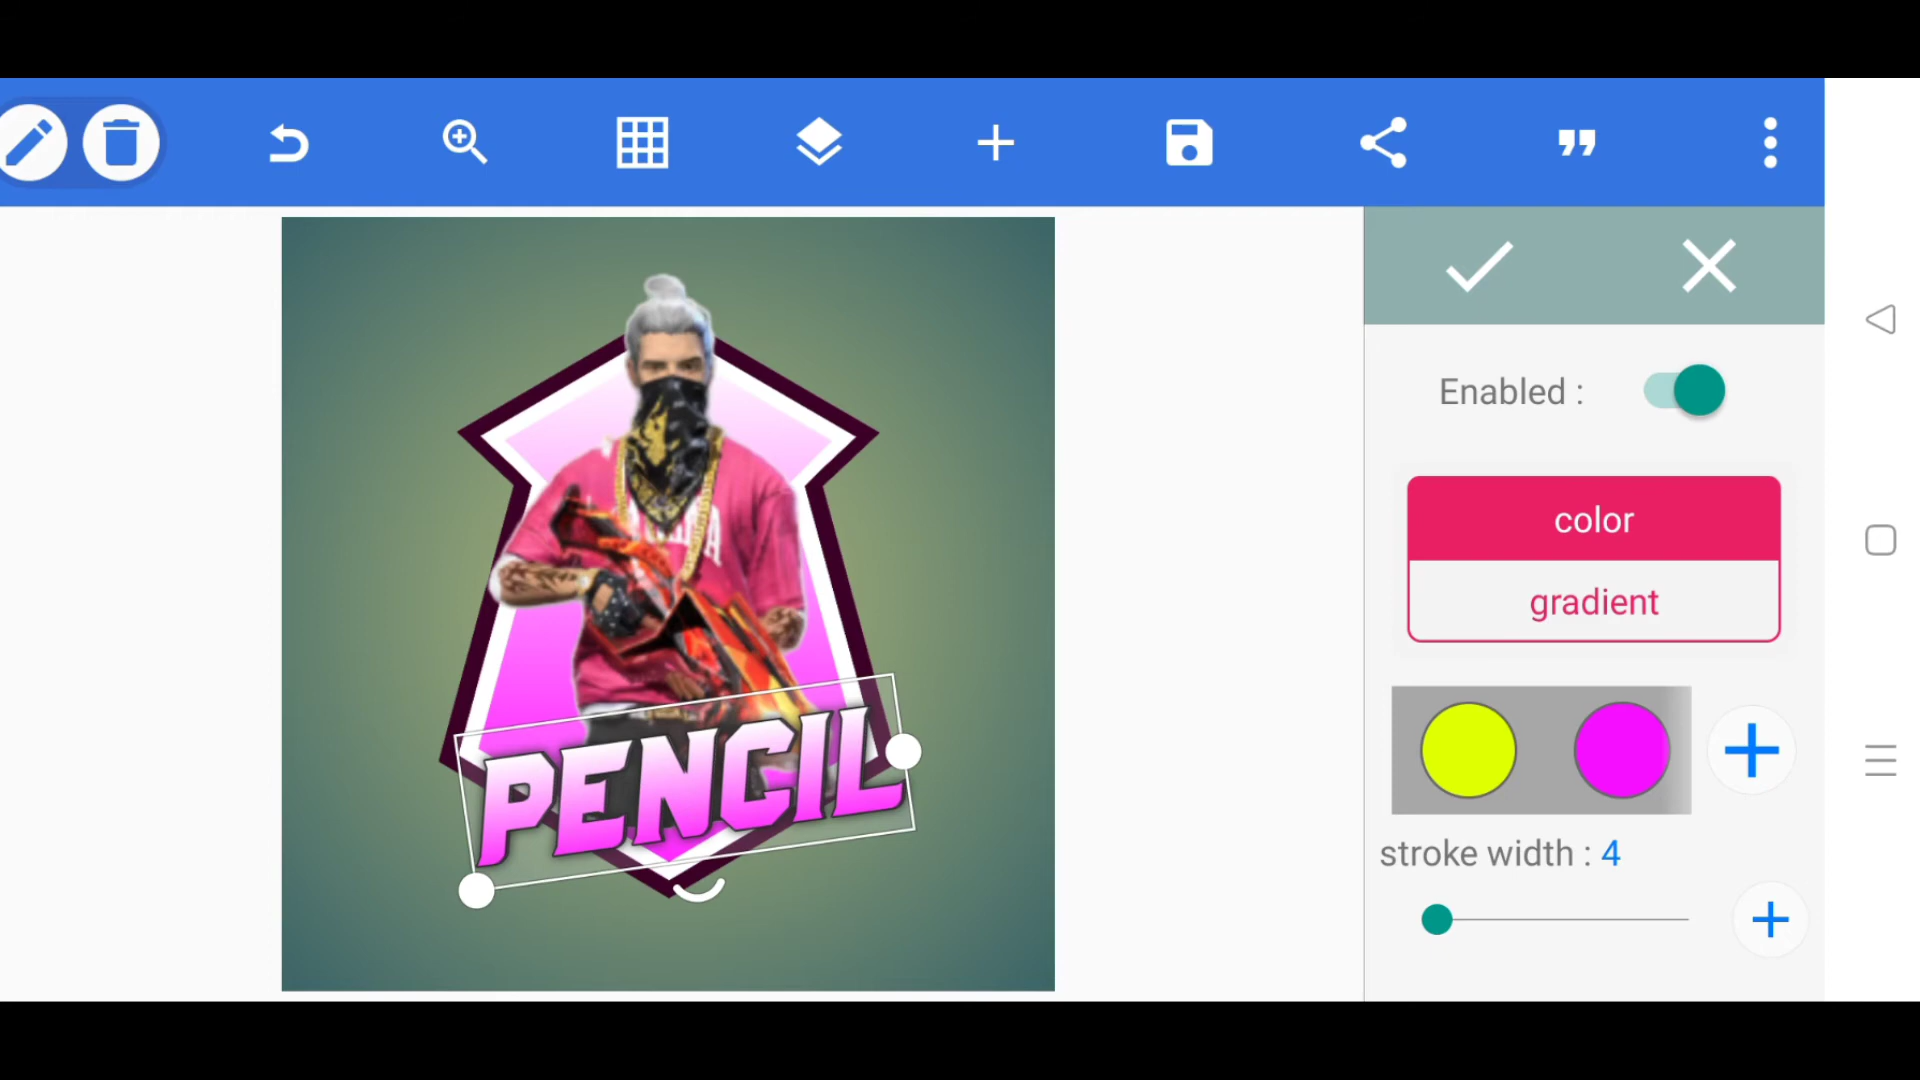 Enabled :
color
gradient
stroke width : 4
PENCIL